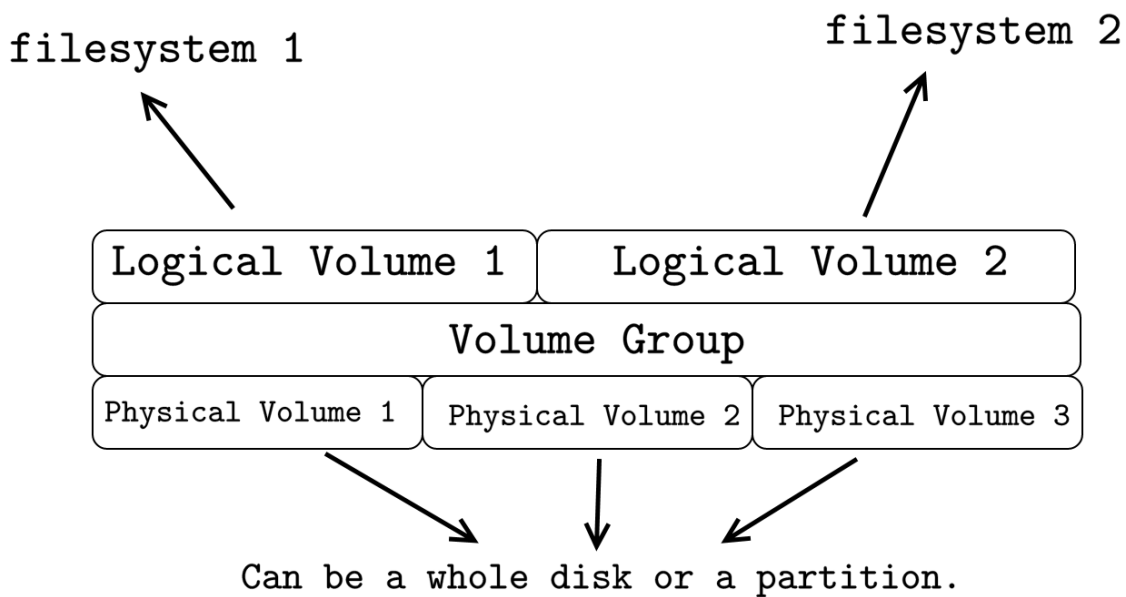 filesystem 1
filesystem 2
Logical Volume 1
Logical Volume 2
Volume Group
Physical Volume 1
Physical Volume 2
Physical Volume 3
Can be a whole disk or a partition.